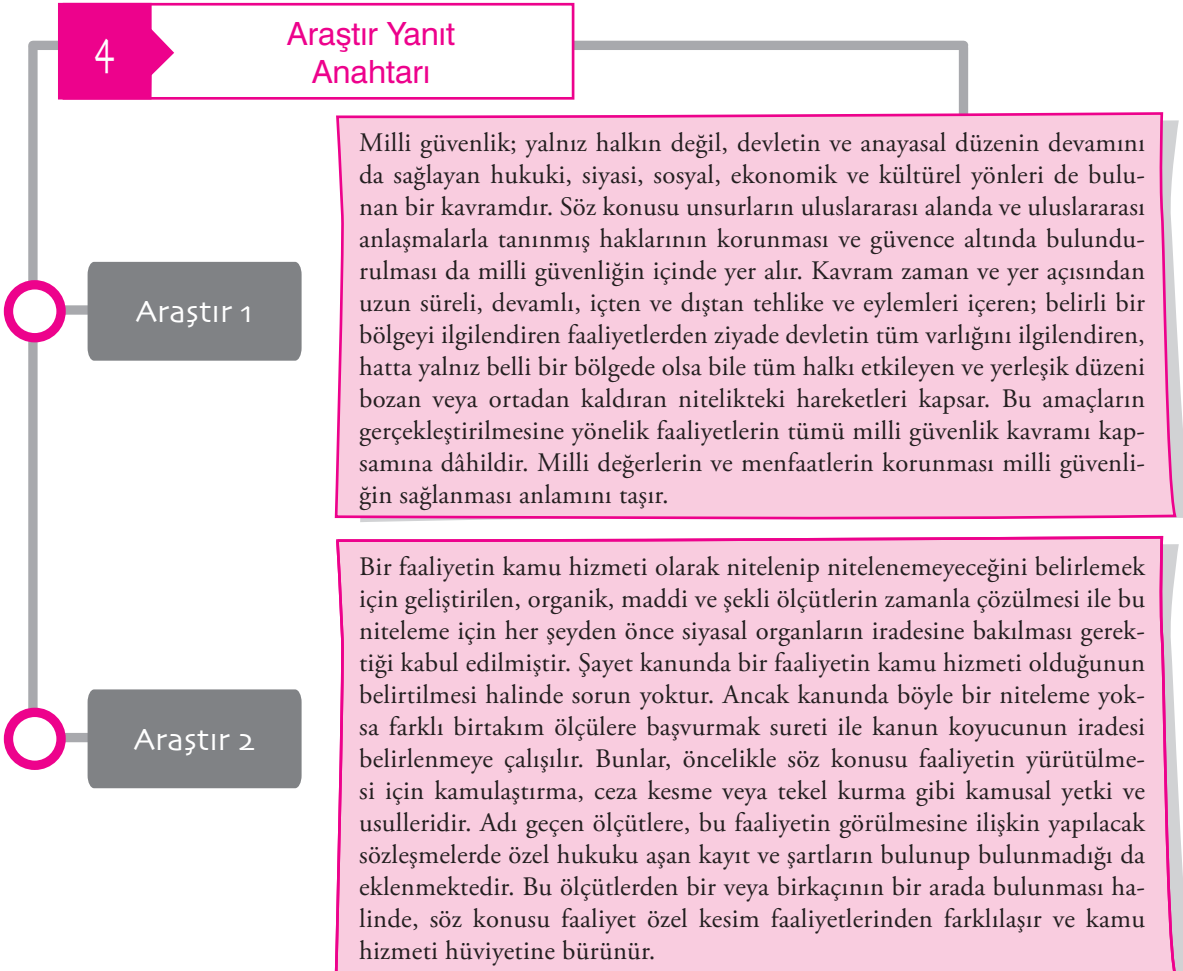 4
Araştır Yanıt
Anahtarı
Araştır 1
Milli güvenlik; yalnız halkın değil, devletin ve anayasal düzenin devamını
da sağlayan hukuki, siyasi, sosyal, ekonomik ve kültürel yönleri de bulu-
nan bir kavramdır. Söz konusu unsurların uluslararası alanda ve uluslararası
anlaşmalarla tanınmış haklarının korunması ve güvence altında bulundu-
rulması da milli güvenliğin içinde yer alır. Kavram zaman ve yer açısından
uzun süreli, devamlı, içten ve dıştan tehlike ve eylemleri içeren; belirli bir
bölgeyi ilgilendiren faaliyetlerden ziyade devletin tüm varlığını ilgilendiren,
hatta yalnız belli bir bölgede olsa bile tüm halkı etkileyen ve yerleşik düzeni
bozan veya ortadan kaldıran nitelikteki hareketleri kapsar. Bu amaçların
gerçekleştirilmesine yönelik faaliyetlerin tümü milli güvenlik kavramı kap-
samına dâhildir. Milli değerlerin ve menfaatlerin korunması milli güvenli-
ğin sağlanması anlamını taşır.
Araştır 2
Bir faaliyetin kamu hizmeti olarak nitelenip nitelenemeyeceğini belirlemek
için geliştirilen, organik, maddi ve şekli ölçütlerin zamanla çözülmesi ile bu
niteleme için her şeyden önce siyasal organların iradesine bakılması gerek-
tiği kabul edilmiştir. Şayet kanunda bir faaliyetin kamu hizmeti olduğunun
belirtilmesi halinde sorun yoktur. Ancak kanunda böyle bir niteleme yok-
sa farklı birtakım ölçülere başvurmak sureti ile kanun koyucunun iradesi
belirlenmeye çalışılır. Bunlar, öncelikle söz konusu faaliyetin yürütülme-
si için kamulaştırma, ceza kesme veya tekel kurma gibi kamusal yetki ve
usulleridir. Adı geçen ölçütlere, bu faaliyetin görülmesine ilişkin yapılacak
sözleşmelerde özel hukuku aşan kayıt ve şartların bulunup bulunmadığı da
eklenmektedir. Bu ölçütlerden bir veya birkaçının bir arada bulunması ha-
linde, söz konusu faaliyet özel kesim faaliyetlerinden farklılaşır ve kamu
hizmeti hüviyetine bürünür.